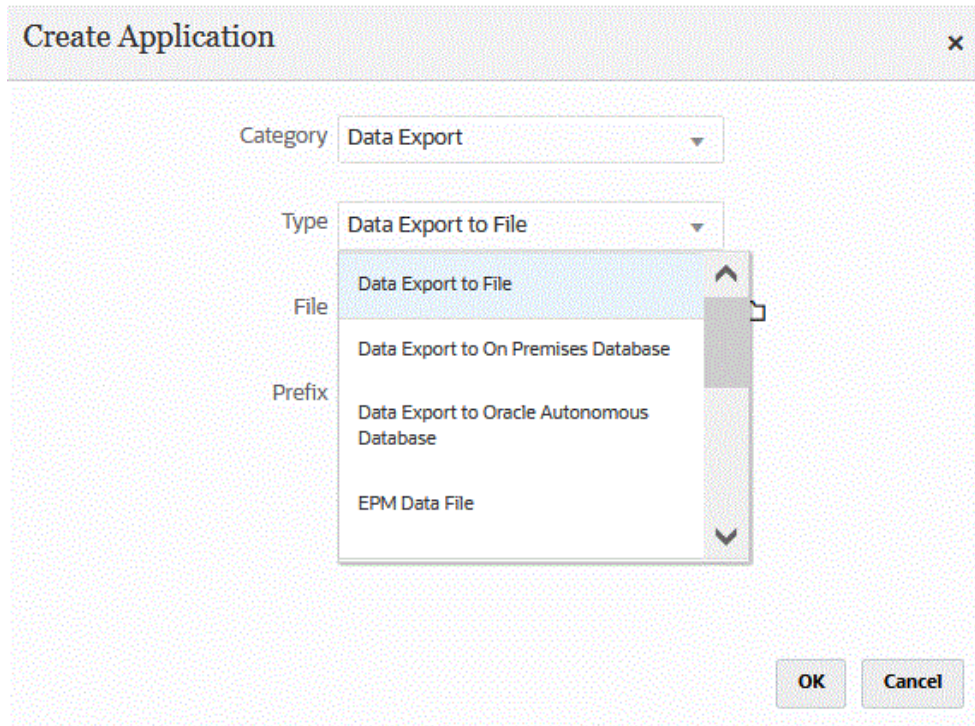 Create Application
×
Category Data Export
Type Data Export to File
Data Export to File
File
Data Export to On Premises Database
Prefix
Data Export to Oracle Autonomous
Database
EPM Data File
OK Cancel